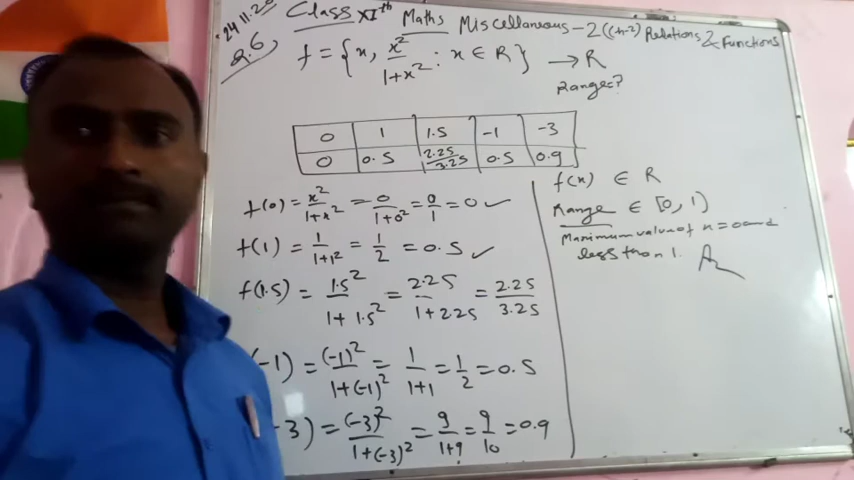 24.11.20 Class XIth Maths Miscellaneous-2 (Ch-2) Relations & Functions
Q.6 f = {x, x²/1+x² : x ∈ R} → R
Range?
0 1 1.5 -1 -3
0 0.5 2.25/3.25 0.5 0.9
f(0) = x²/1+x² = 0/1+0² = 0/1 = 0 ✓
f(1) = 1/1+1² = 1/2 = 0.5 ✓
f(1.5) = 1.5²/1+1.5² = 2.25/1+2.25 = 2.25/3.25
-1) = (-1)²/1+(-1)² = 1/1+1 = 1/2 = 0.5
-3) = (-3)²/1+(-3)² = 9/1+9 = 9/10 = 0.9
f(x) ∈ R
Range ∈ [0, 1)
Maximum value of x = 0 and
less than 1.